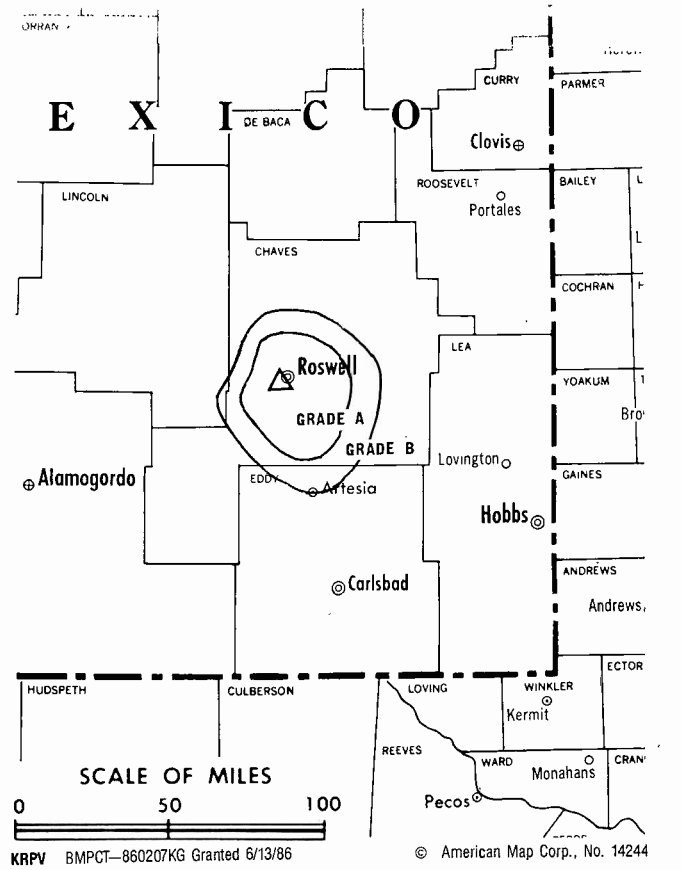 CURRY
PARMER
E X I C O
DE BACA
Clovis
ROOSEVELT
BAILEY
LINCOLN
Portales
CHAVES
COCHRAN
LEA
Roswell
YOAKUM
GRADE A
GRADE B
Lovington
GAINES
EDDY
Alamogordo
Artesia
Hobbs
ANDREWS
Carlsbad
Andrews
ECTOR
HUDSPETH
CULBERSON
LOVING
WINKLER
Kermit
REEVES
WARD
CRAN
Monahans
SCALE OF MILES
0 50 100
Pecos
KRPV BMPCT—860207KG Granted 6/13/86
© American Map Corp., No. 14244